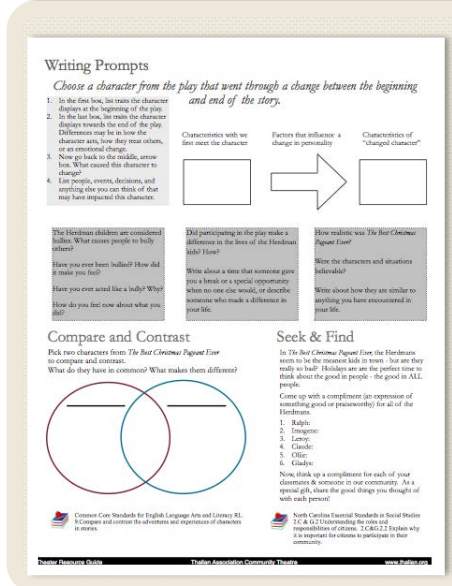 Writing Prompts
Choose a character from the play that went through a change between the beginning
and end of the story.
1. In the first box, list traits the character
displays at the beginning of the play.
2. In the last box, list traits the character
displays towards the end of the play.
Differences may be in how the
character acts, how they treat others,
or an emotional change.
3. Now go back to the middle, arrow
box. What caused this character to
change?
4. List people, events, decisions, and
anything else you can think of that
may have impacted this character.
Characteristics with we
first meet the character
Factors that influence a
change in personality
Characteristics of
"changed character"
The Herdman children are considered
bullies. What causes people to bully
others?
Have you ever been bullied? How did
it make you feel?
Have you ever acted like a bully? Why?
How do you feel now about what you
did?
Did participating in the play make a
difference in the lives of the Herdman
kids? How?
Write about a time that someone gave
you a break or a special opportunity
when no one else would, or describe
someone who made a difference in
your life.
How realistic was The Best Christmas
Pageant Ever?
Were the characters and situations
believable?
Write about how they are similar to
anything you have encountered in
your life.
Compare and Contrast
Pick two characters from The Best Christmas Pageant Ever
to compare and contrast.
What do they have in common? What makes them different?
Common Core Standards for English Language Arts and Literacy RL.
9.Compare and contrast the adventures and experiences of characters
in stories.
Seek & Find
In The Best Christmas Pageant Ever, the Herdmans
seem to be the meanest kids in town - but are they
really so bad? Holidays are are the perfect time to
think about the good in people - the good in ALL
people.
Come up with a compliment (an expression of
something good or praiseworthy) for all of the
Herdmans.
1. Ralph:
2. Imogene:
3. Leroy:
4. Claude:
5. Ollie:
6. Gladys:
Now, think up a compliment for each of your
classmates & someone in our community. As a
special gift, share the good things you thought of
with each person!
North Carolina Essential Standards in Social Studies
2.C & G.2 Understanding the roles and
responsibilities of citizens. 2.C&G.2.2 Explain why
it is important for citizens to participate in their
community.
Theater Resource Guide
Thalian Association Community Theatre
www.thalian.org